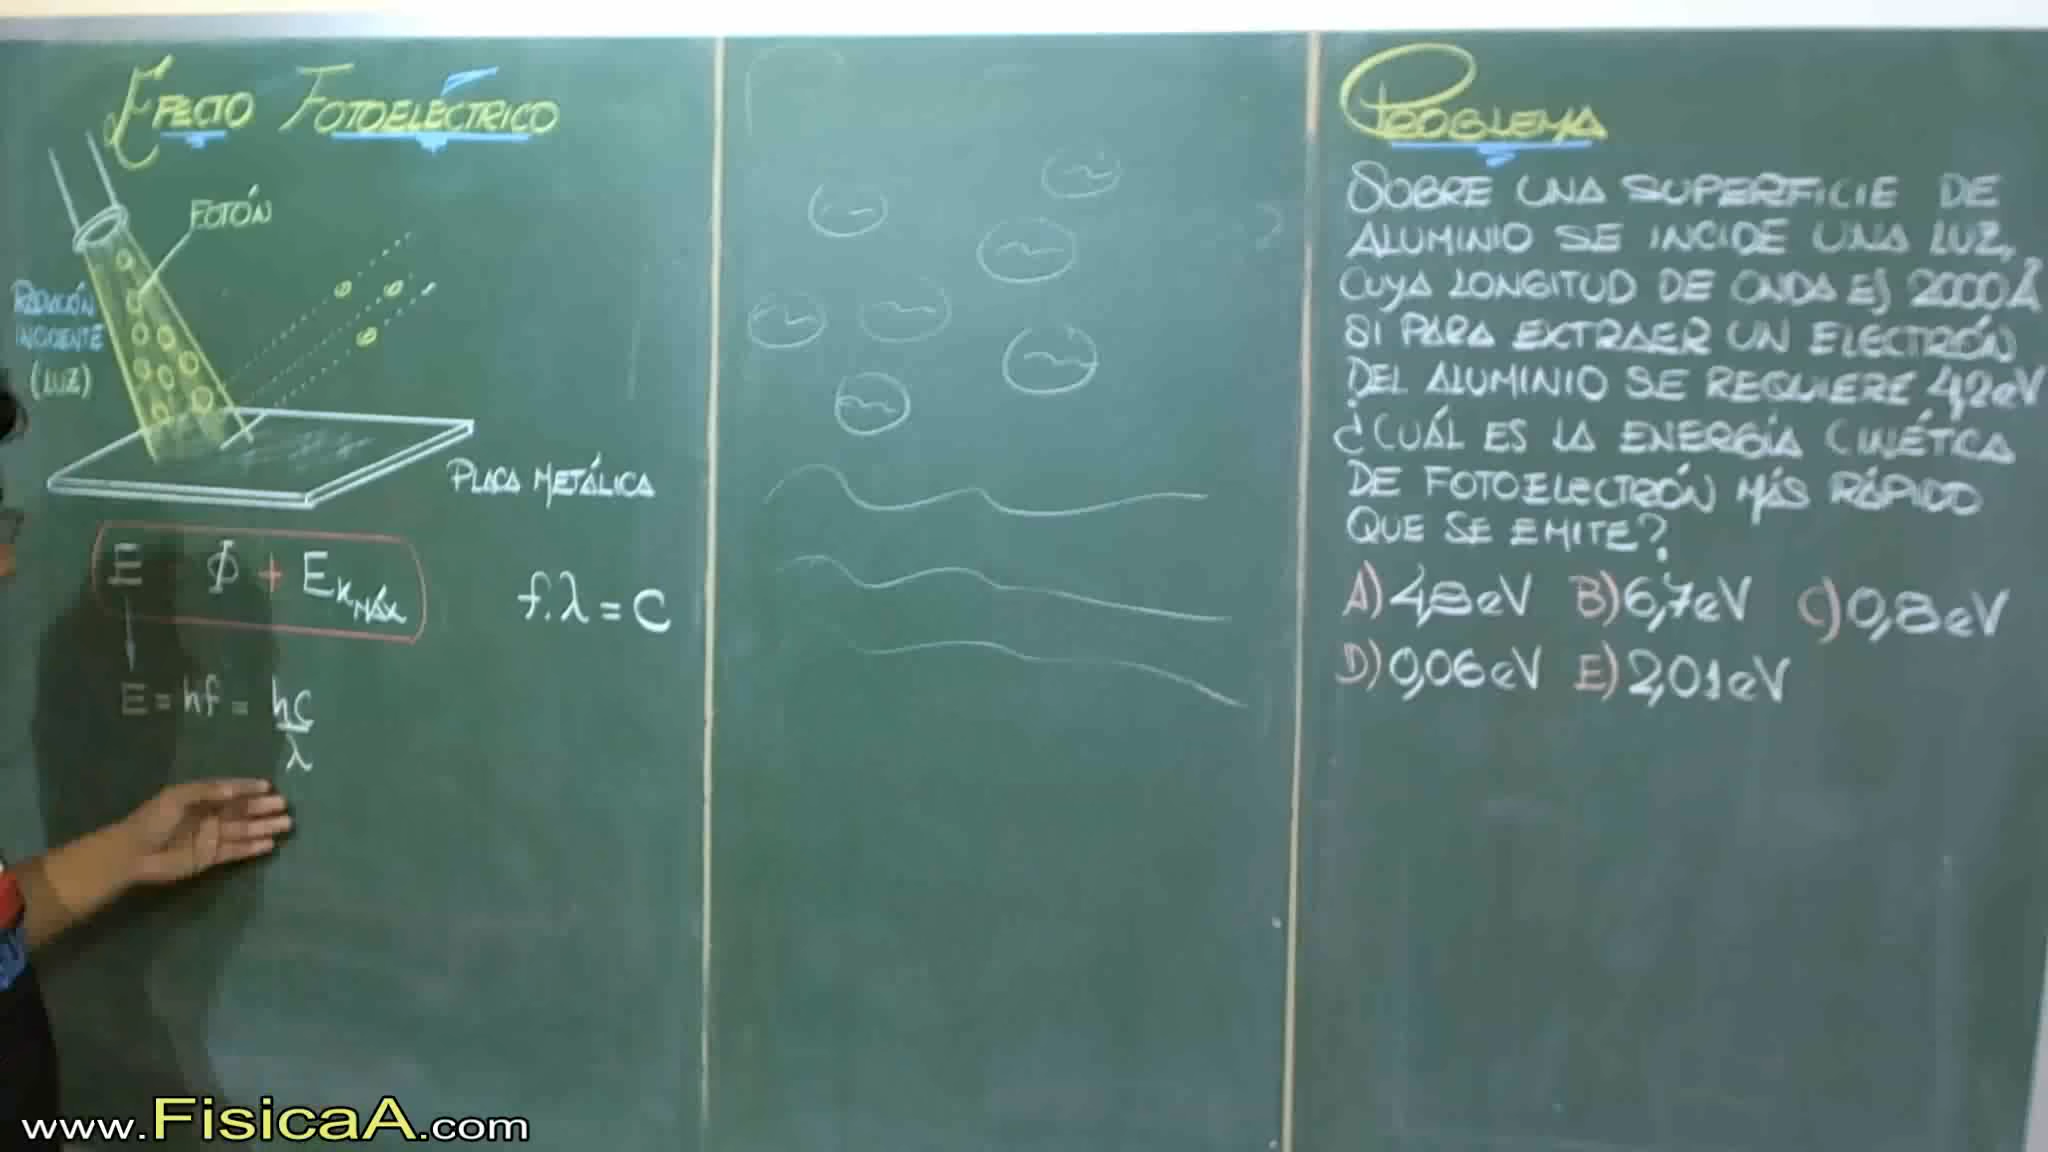 EFECTO FOTOELÉCTRICO
FOTÓN
RADIACIÓN
INCIDENTE
(LUZ)
PLACA METÁLICA
E Φ + EκMÁX
f.λ = C
E = hf = hC/λ
PROBLEMA
SOBRE UNA SUPERFICIE DE
ALUMINIO SE INCIDE UNA LUZ,
CUYA LONGITUD DE ONDA ES 2000Å
SI PARA EXTRAER UN ELECTRÓN
DEL ALUMINIO SE REQUIERE 4,2eV
¿CUÁL ES LA ENERGÍA CINÉTICA
DE FOTOELECTRÓN MÁS RÁPIDO
QUE SE EMITE?
A) 4,8eV B) 6,7eV C) 0,8eV
D) 0,06eV E) 2,01eV
www.FisicaA.com